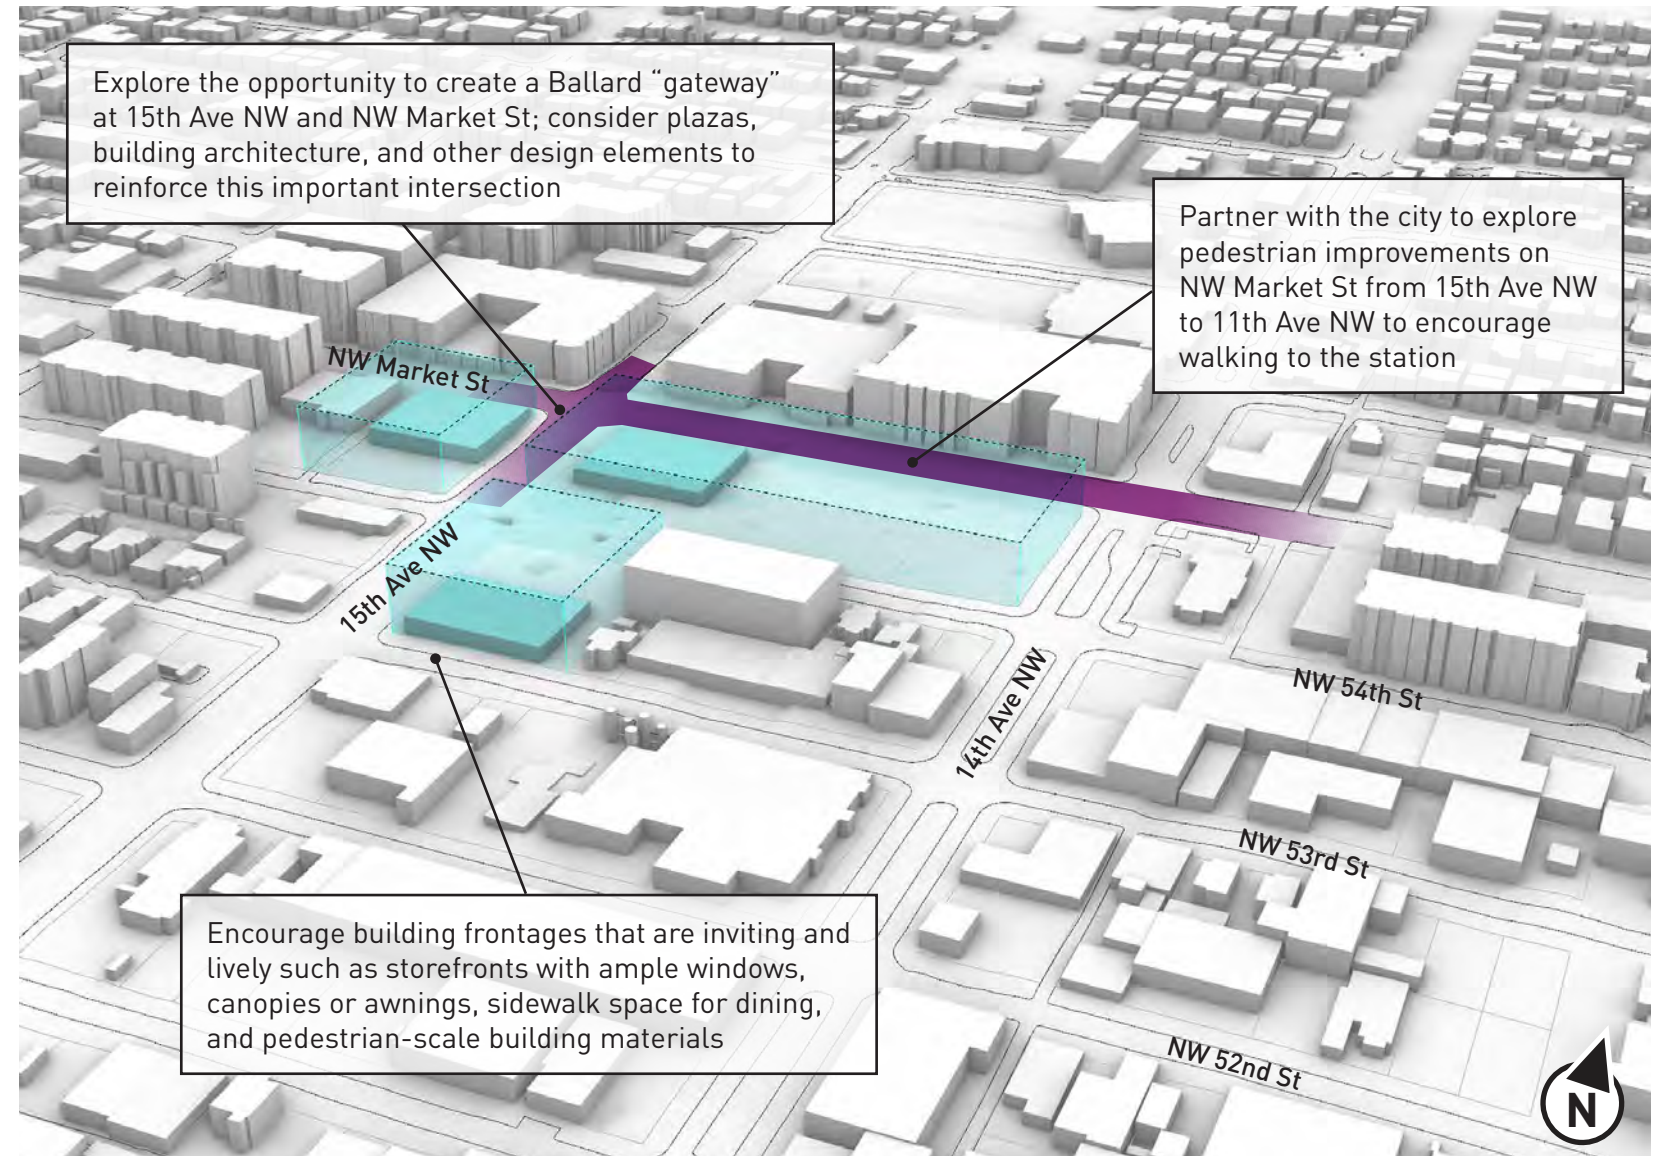 Explore the opportunity to create a Ballard “gateway”
at 15th Ave NW and NW Market St; consider plazas,
building architecture, and other design elements to
reinforce this important intersection
Partner with the city to explore
pedestrian improvements on
NW Market St from 15th Ave NW
to 11th Ave NW to encourage
walking to the station
NW Market St
15th Ave NW
14th Ave NW
NW 54th St
NW 53rd St
Encourage building frontages that are inviting and
lively such as storefronts with ample windows,
canopies or awnings, sidewalk space for dining,
and pedestrian-scale building materials
NW 52nd St
N